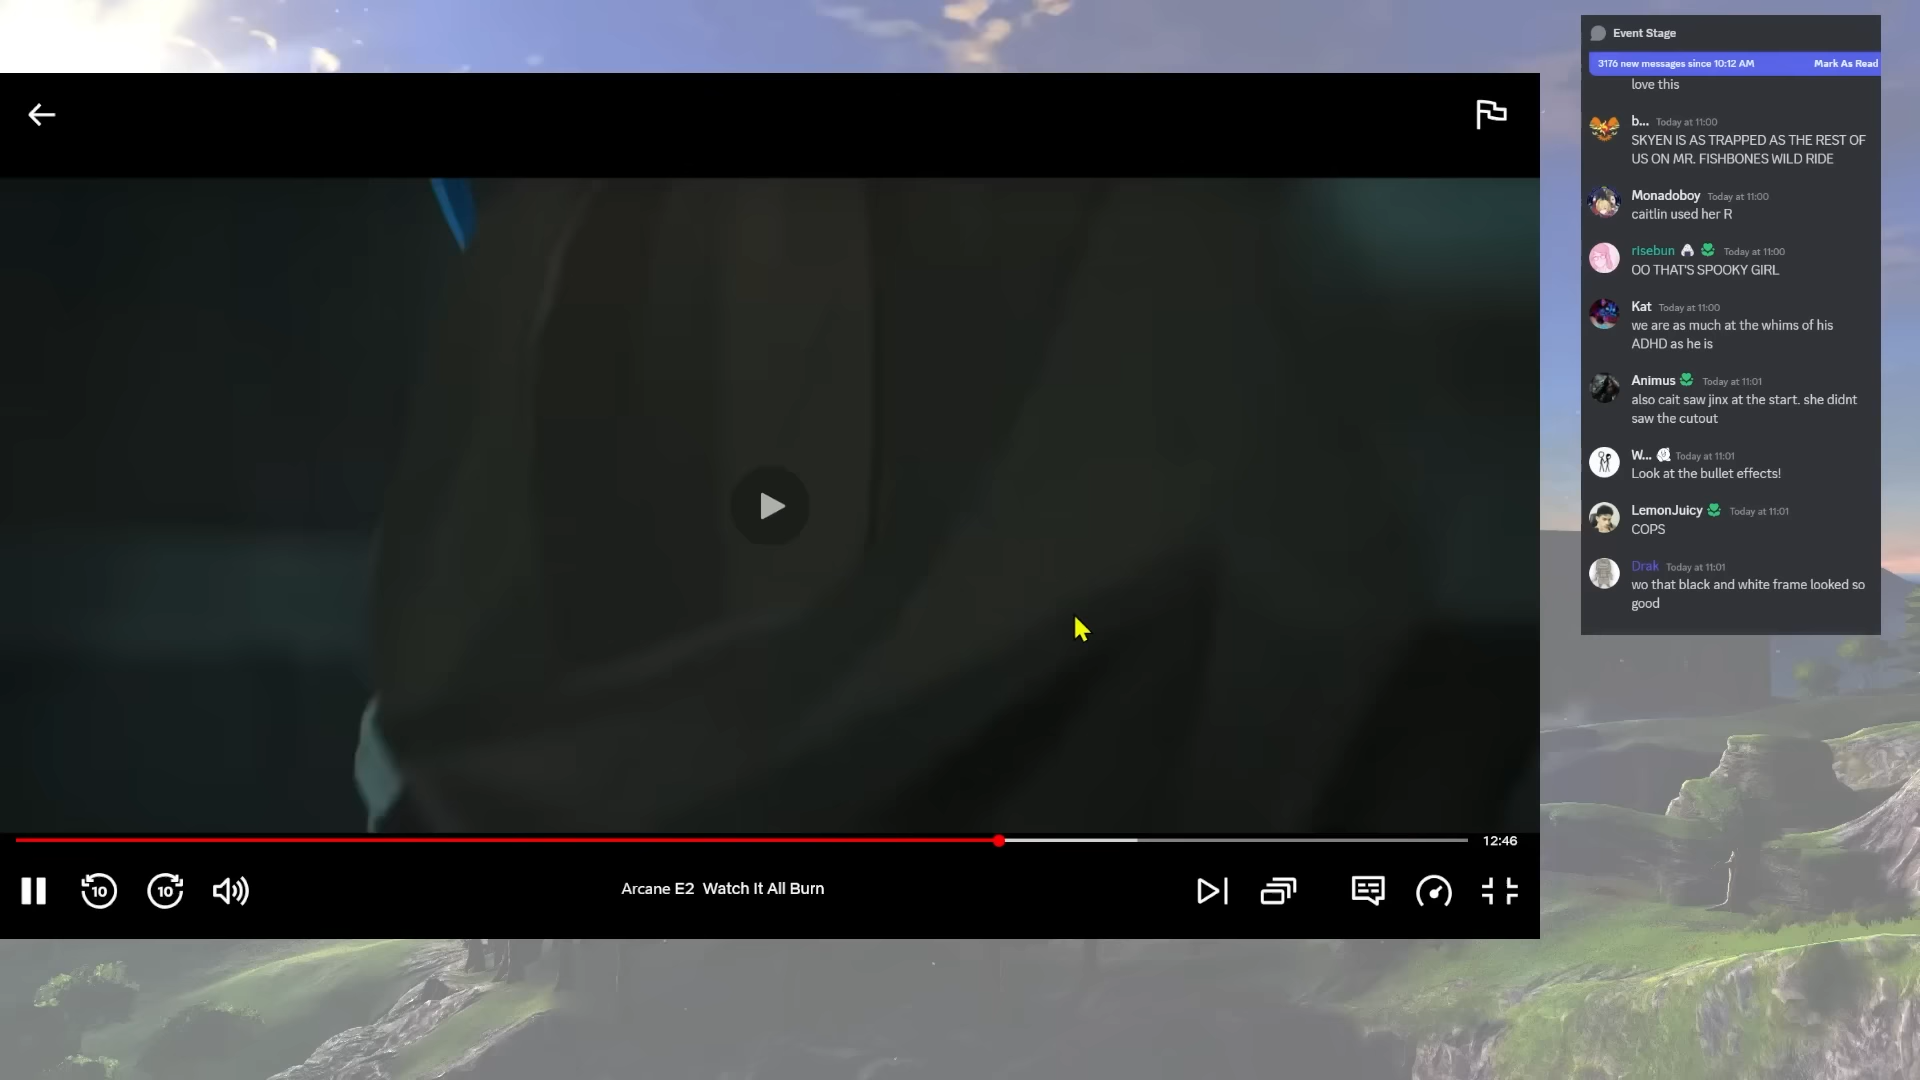 Event Stage
3176 new messages since 10:12 AM Mark As Read
love this
b... Today at 11:00
SKYEN IS AS TRAPPED AS THE REST OF
US ON MR. FISHBONES WILD RIDE
Monadoboy Today at 11:00
caitlin used her R
risebun Today at 11:00
OO THAT'S SPOOKY GIRL
Kat Today at 11:00
we are as much at the whims of his
ADHD as he is
Animus Today at 11:01
also cait saw jinx at the start. she didnt
saw the cutout
W... Today at 11:01
Look at the bullet effects!
LemonJuicy Today at 11:01
COPS
Drak Today at 11:01
wo that black and white frame looked so
good
12:46
10 10 Arcane E2 Watch It All Burn